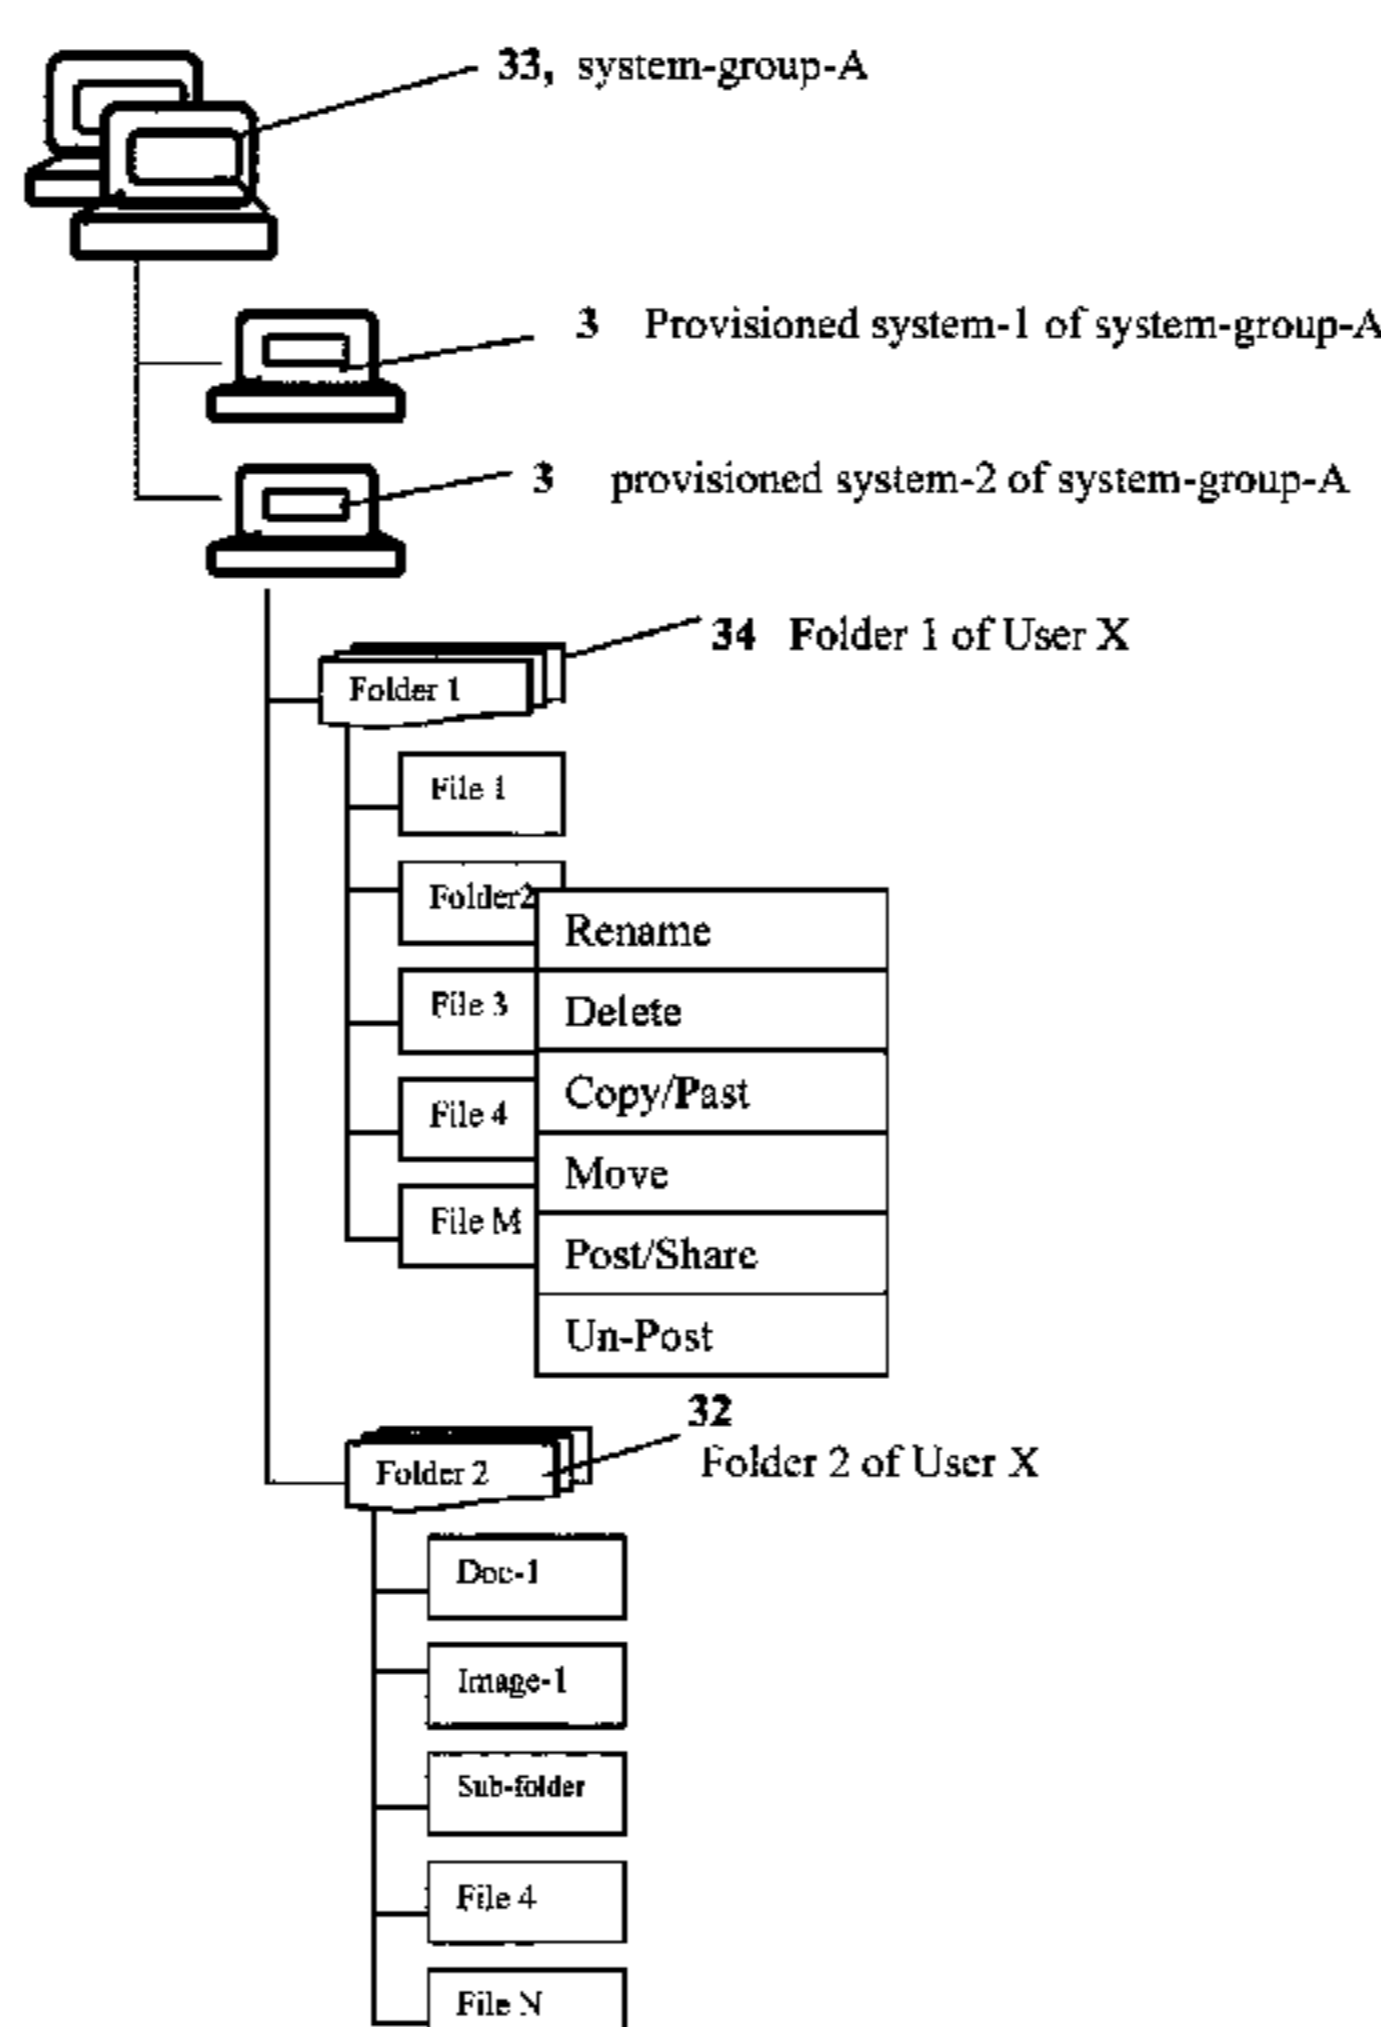 33, system-group-A
3 Provisioned system-1 of system-group-A
3 provisioned system-2 of system-group-A
34 Folder 1 of User X
Folder 1
File 1
Folder2
Rename
File 3
Delete
Copy/Past
File 4
Move
File M
Post/Share
Un-Post
32
Folder 2 of User X
Folder 2
Doc-1
Image-1
Sub-folder
File 4
File N